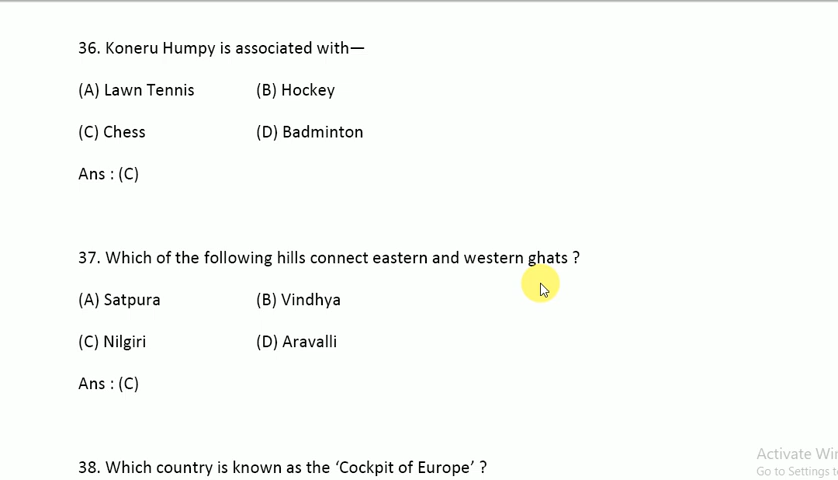 36. Koneru Humpy is associated with—
(A) Lawn Tennis (B) Hockey
(C) Chess (D) Badminton
Ans : (C)
37. Which of the following hills connect eastern and western ghats ?
(A) Satpura (B) Vindhya
(C) Nilgiri (D) Aravalli
Ans : (C)
38. Which country is known as the ‘Cockpit of Europe’ ?
Activate Win
Go to Settings t